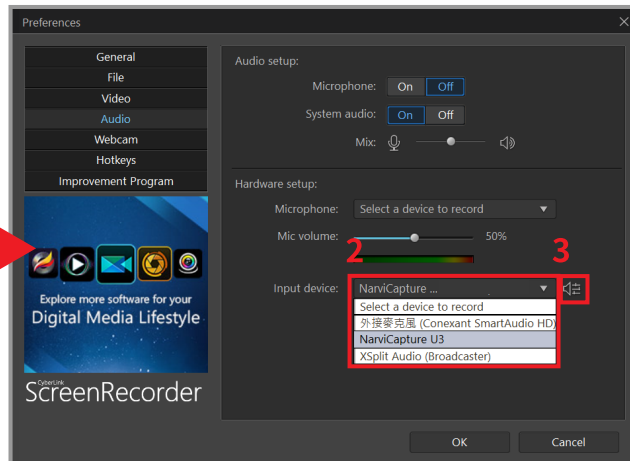 Preferences
General
File
Video
Audio
Webcam
Hotkeys
Improvement Program
Explore more software for your
Digital Media Lifestyle
CyberLink
ScreenRecorder
Audio setup:
Microphone: On Off
System audio: On Off
Mix:
Hardware setup:
Microphone: Select a device to record
Mic volume: 50%
2 3
Input device: NarviCapture ...
Select a device to record
外接麥克風 (Conexant SmartAudio HD)
NarviCapture U3
XSplit Audio (Broadcaster)
OK Cancel